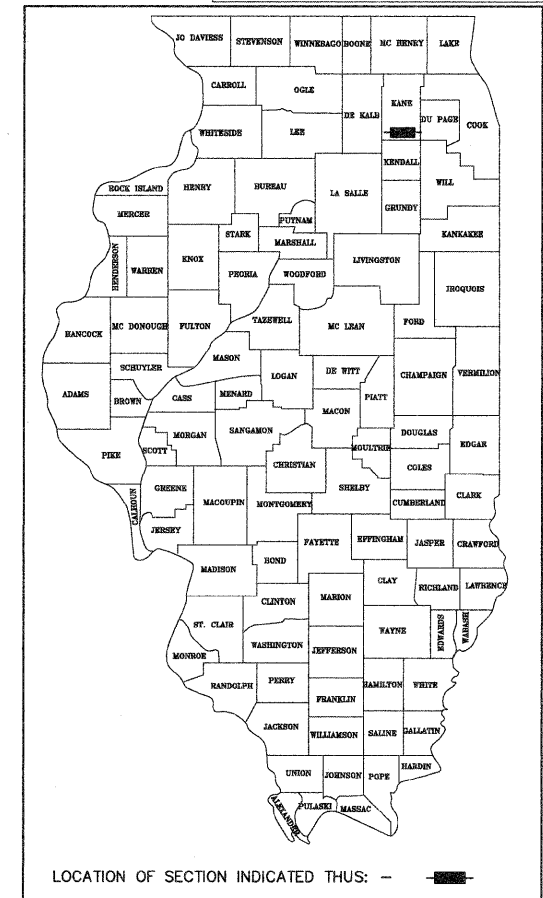 JO DAVIESS STEVENSON WINNEBAGO BOONE MC HENRY LAKE
CARROLL OGLE DE KALB KANE DU PAGE COOK
WHITESIDE LEE
KENDALL WILL
ROCK ISLAND HENRY BUREAU LA SALLE GRUNDY
MERCER PUTNAM
STARK MARSHALL KANKAKEE
HENDERSON WARREN KNOX LIVINGSTON
PEORIA WOODFORD IROQUOIS
HANCOCK MC DONOUGH FULTON TAZEWELL MC LEAN FORD
MASON
SCHUYLER LOGAN DE WITT CHAMPAIGN VERMILION
ADAMS BROWN CASS MENARD MACON PIATT
MORGAN SANGAMON DOUGLAS
PIKE SCOTT CHRISTIAN MOULTRIE COLES EDGAR
GREENE MACOUPIN SHELBY
CALHOUN MONTGOMERY CUMBERLAND CLARK
JERSEY FAYETTE EFFINGHAM JASPER CRAWFORD
MADISON BOND
CLAY RICHLAND LAWRENCE
CLINTON MARION
ST. CLAIR WAYNE EDWARDS WABASH
WASHINGTON JEFFERSON
MONROE
RANDOLPH PERRY HAMILTON WHITE
FRANKLIN
JACKSON WILLIAMSON SALINE GALLATIN
UNION JOHNSON POPE HARDIN
ALEXANDER PULASKI MASSAC
LOCATION OF SECTION INDICATED THUS: -